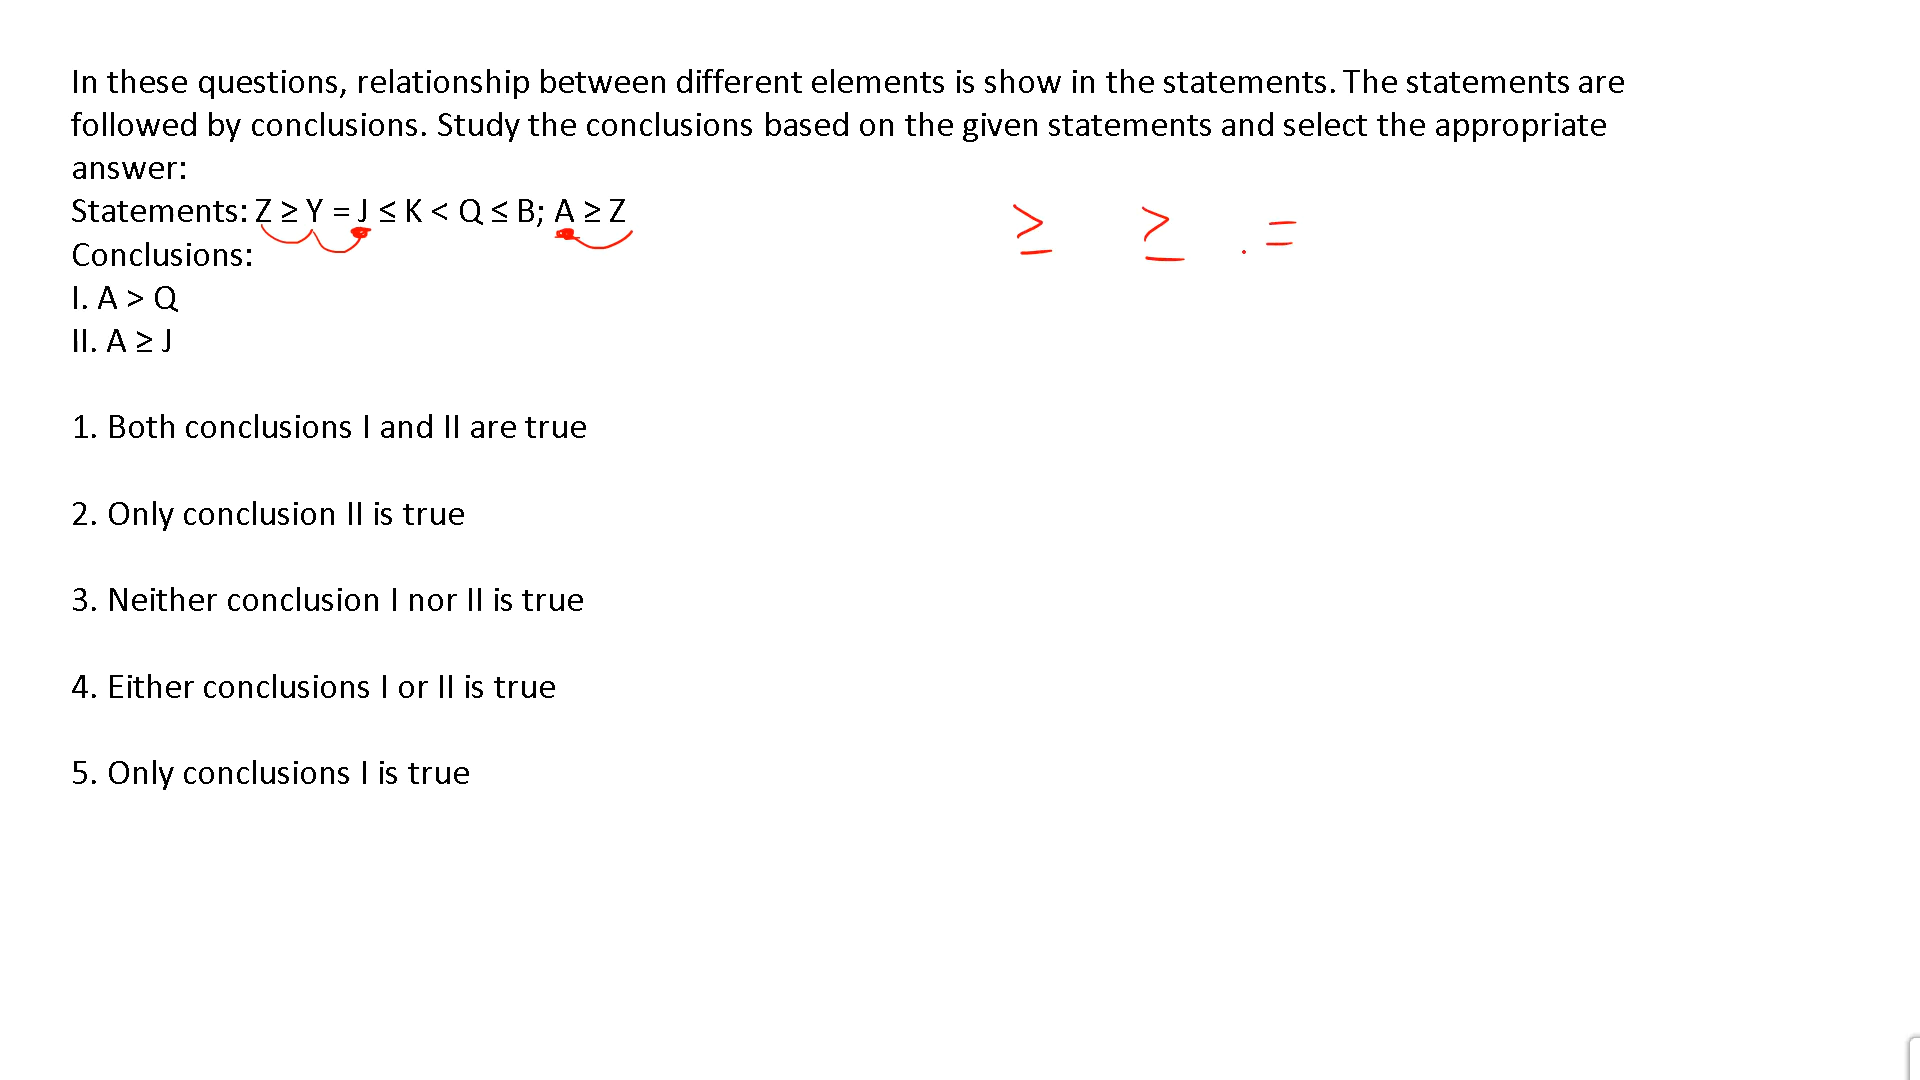 In these questions, relationship between different elements is show in the statements. The statements are
followed by conclusions. Study the conclusions based on the given statements and select the appropriate
answer:
Statements: Z ≥ Y = J ≤ K < Q ≤ B; A ≥ Z
≥ ≥ . =
Conclusions:
I. A > Q
II. A ≥ J
1. Both conclusions I and II are true
2. Only conclusion II is true
3. Neither conclusion I nor II is true
4. Either conclusions I or II is true
5. Only conclusions I is true